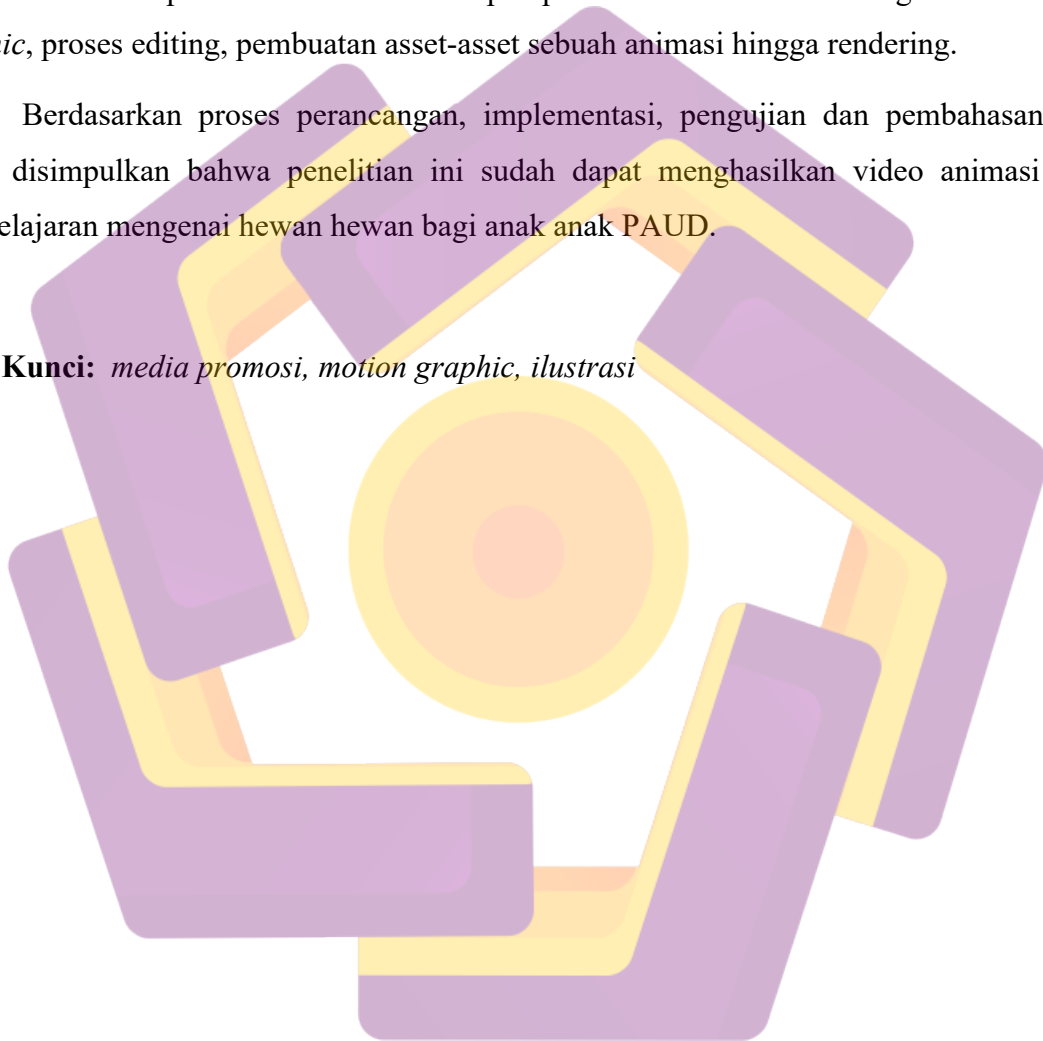 nic, proses editing, pembuatan asset-asset sebuah animasi hingga rendering.
Berdasarkan proses perancangan, implementasi, pengujian dan pembahasan
disimpulkan bahwa penelitian ini sudah dapat menghasilkan video animasi
elajaran mengenai hewan hewan bagi anak anak PAUD.
Kunci: media promosi, motion graphic, ilustrasi